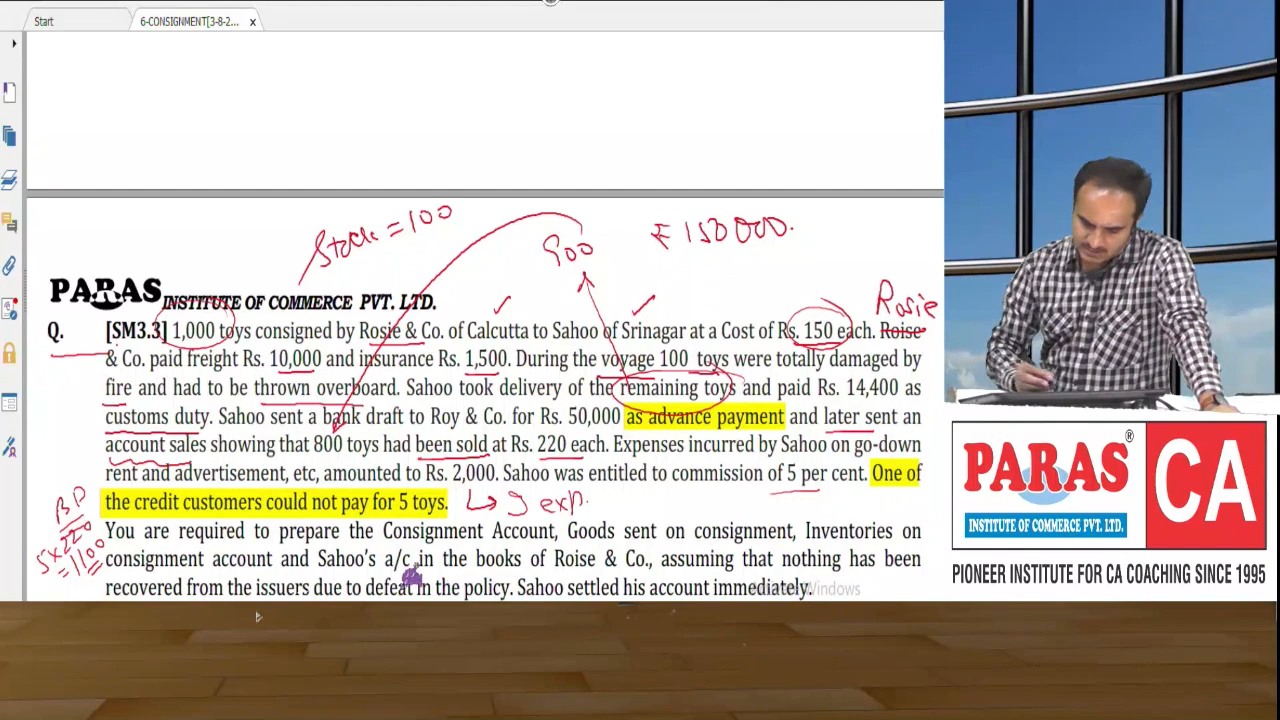 Start
6-CONSIGNMENT[3-8-2... x
Stock = 100
900
₹ 150000.
PARAS INSTITUTE OF COMMERCE PVT. LTD.
Rosie
Q. [SM3.3] 1,000 toys consigned by Rosie & Co. of Calcutta to Sahoo of Srinagar at a Cost of Rs. 150 each. Roise
& Co. paid freight Rs. 10,000 and insurance Rs. 1,500. During the voyage 100 toys were totally damaged by
fire and had to be thrown overboard. Sahoo took delivery of the remaining toys and paid Rs. 14,400 as
customs duty. Sahoo sent a bank draft to Roy & Co. for Rs. 50,000 as advance payment and later sent an
account sales showing that 800 toys had been sold at Rs. 220 each. Expenses incurred by Sahoo on go-down
rent and advertisement, etc, amounted to Rs. 2,000. Sahoo was entitled to commission of 5 per cent. One of
the credit customers could not pay for 5 toys.
exp.
BD
5 x 220
= 1100
You are required to prepare the Consignment Account, Goods sent on consignment, Inventories on
consignment account and Sahoo's a/c in the books of Roise & Co., assuming that nothing has been
recovered from the issuers due to defeat in the policy. Sahoo settled his account immediately.
Windows
PARAS®
INSTITUTE OF COMMERCE PVT. LTD.
CA
PIONEER INSTITUTE FOR CA COACHING SINCE 1995